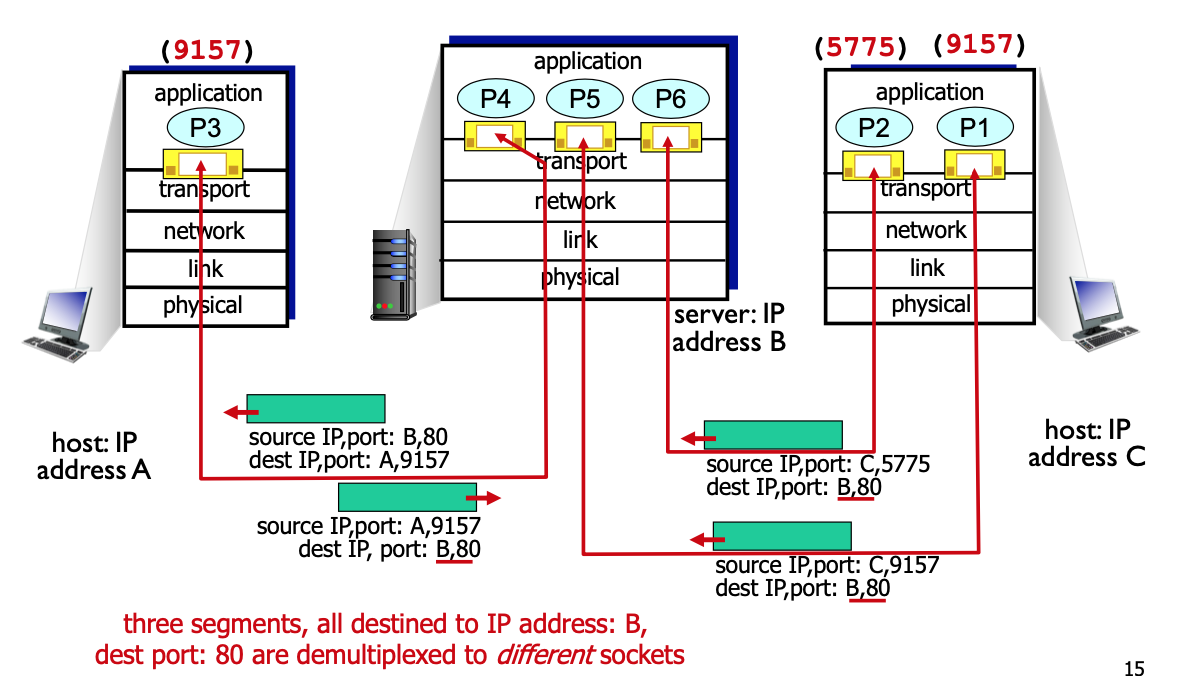 (9157)
application
P3
transport
network
link
physical
application
P4 P5 P6
transport
network
link
physical
(5775) (9157)
application
P2 P1
transport
network
link
physical
server: IP
address B
host: IP
address A
source IP,port: B,80
dest IP,port: A,9157
source IP,port: A,9157
dest IP, port: B,80
host: IP
address C
source IP,port: C,5775
dest IP,port: B,80
source IP,port: C,9157
dest IP,port: B,80
three segments, all destined to IP address: B,
dest port: 80 are demultiplexed to different sockets
15